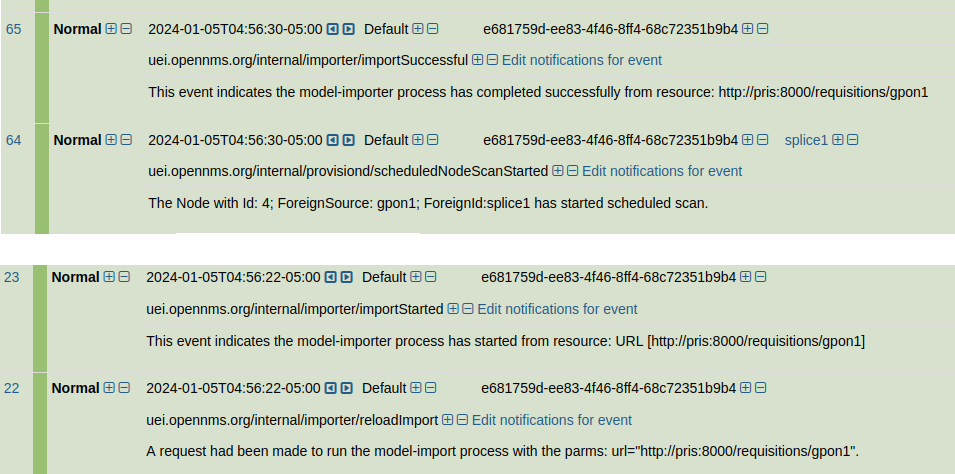 65 Normal 2024-01-05T04:56:30-05:00 Default e681759d-ee83-4f46-8ff4-68c72351b9b4
uei.opennms.org/internal/importer/importSuccessful Edit notifications for event
This event indicates the model-importer process has completed successfully from resource: http://pris:8000/requisitions/gpon1
64 Normal 2024-01-05T04:56:30-05:00 Default e681759d-ee83-4f46-8ff4-68c72351b9b4 splice1
uei.opennms.org/internal/provisiond/scheduledNodeScanStarted Edit notifications for event
The Node with Id: 4; ForeignSource: gpon1; ForeignId:splice1 has started scheduled scan.
23 Normal 2024-01-05T04:56:22-05:00 Default e681759d-ee83-4f46-8ff4-68c72351b9b4
uei.opennms.org/internal/importer/importStarted Edit notifications for event
This event indicates the model-importer process has started from resource: URL [http://pris:8000/requisitions/gpon1]
22 Normal 2024-01-05T04:56:22-05:00 Default e681759d-ee83-4f46-8ff4-68c72351b9b4
uei.opennms.org/internal/importer/reloadImport Edit notifications for event
A request had been made to run the model-import process with the parms: url="http://pris:8000/requisitions/gpon1".